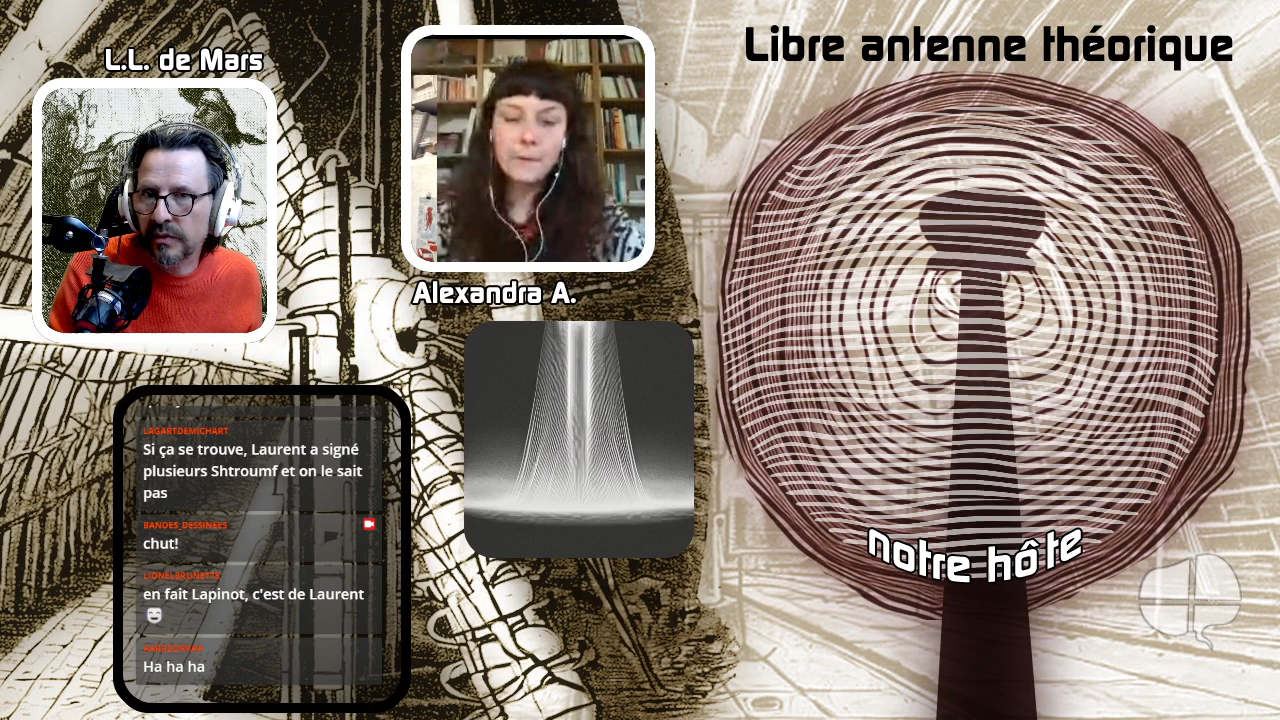 L.L. de Mars
Libre antenne théorique
Alexandra A.
LAGARTDEMICHART
Si ça se trouve, Laurent a signé
plusieurs Shtroumf et on le sait
pas
BANDES_DESSINEES
chut!
LIONELBRUNETTE
en fait Lapinot, c'est de Laurent
Ha ha ha
notre hôte